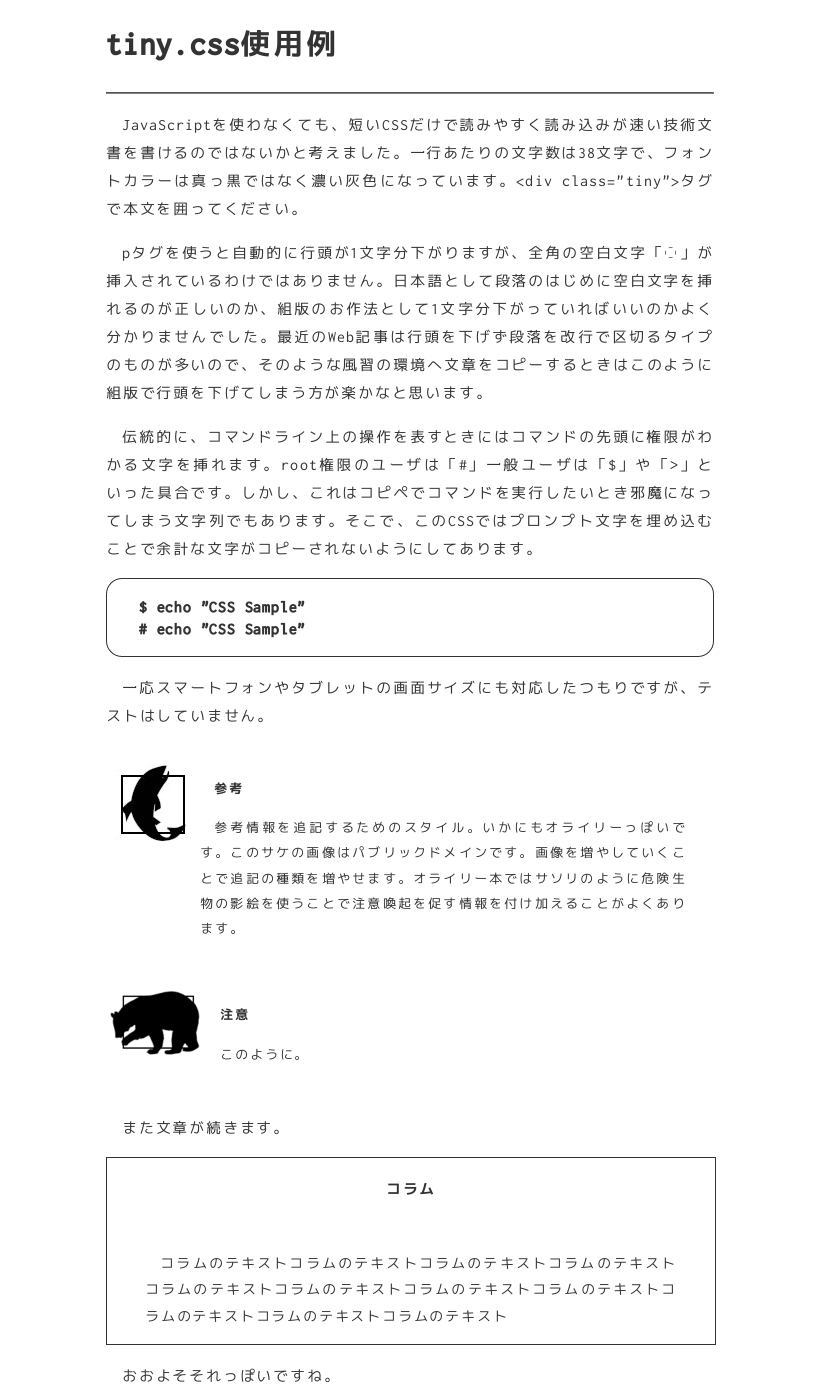 tiny.css使用例
JavaScriptを使わなくても、短いCSSだけで読みやすく読み込みが速い技術文
書を書けるのではないかと考えました。一行あたりの文字数は38文字で、フォン
トカラーは真っ黒ではなく濃い灰色になっています。<div class="tiny">タグ
で本文を囲ってください。
pタグを使うと自動的に行頭が1文字分下がりますが、全角の空白文字「◌」が
挿入されているわけではありません。日本語として段落のはじめに空白文字を挿
れるのが正しいのか、組版のお作法として1文字分下がっていればいいのかよく
分かりませんでした。最近のWeb記事は行頭を下げず段落を改行で区切るタイプ
のものが多いので、そのような風習の環境へ文章をコピーするときはこのように
組版で行頭を下げてしまう方が楽かなと思います。
伝統的に、コマンドライン上の操作を表すときにはコマンドの先頭に権限がわ
かる文字を挿れます。root権限のユーザは「#」一般ユーザは「$」や「>」と
いった具合です。しかし、これはコピペでコマンドを実行したいとき邪魔になっ
てしまう文字列でもあります。そこで、このCSSではプロンプト文字を埋め込む
ことで余計な文字がコピーされないようにしてあります。
$ echo "CSS Sample"
# echo "CSS Sample"
一応スマートフォンやタブレットの画面サイズにも対応したつもりですが、テ
ストはしていません。
参考
参考情報を追記するためのスタイル。いかにもオライリーっぽいで
す。このサケの画像はパブリックドメインです。画像を増やしていくこ
とで追記の種類を増やせます。オライリー本ではサソリのように危険生
物の影絵を使うことで注意喚起を促す情報を付け加えることがよくあり
ます。
注意
このように。
また文章が続きます。
コラム
コラムのテキストコラムのテキストコラムのテキストコラムのテキスト
コラムのテキストコラムのテキストコラムのテキストコラムのテキストコ
ラムのテキストコラムのテキストコラムのテキスト
おおよそそれっぽいですね。